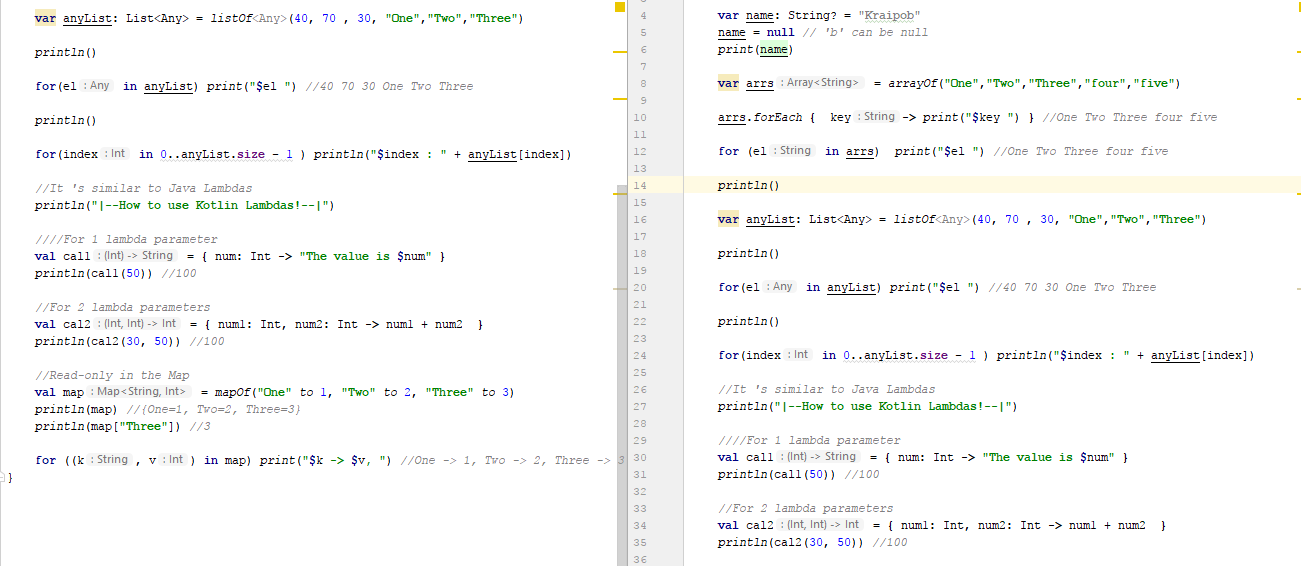 var anyList: List<Any> = listOf<Any>(40, 70 , 30, "One","Two","Three")
println()
for(el : Any in anyList) print("$el ") //40 70 30 One Two Three
println()
for(index : Int in 0..anyList.size - 1 ) println("$index : " + anyList[index])
//It 's similar to Java Lambdas
println("|--How to use Kotlin Lambdas!--|")
////For 1 lambda parameter
val cal1 : (Int) -> String = { num: Int -> "The value is $num" }
println(cal1(50)) //100
//For 2 lambda parameters
val cal2 : (Int, Int) -> Int = { num1: Int, num2: Int -> num1 + num2 }
println(cal2(30, 50)) //100
//Read-only in the Map
val map : Map<String, Int> = mapOf("One" to 1, "Two" to 2, "Three" to 3)
println(map) //{One=1, Two=2, Three=3}
println(map["Three"]) //3
for ((k : String , v : Int ) in map) print("$k -> $v, ") //One -> 1, Two -> 2, Three -> 3
}
4 var name: String? = "Kraipob"
5 name = null // 'b' can be null
6 print(name)
7
8 var arrs : Array<String> = arrayOf("One","Two","Three","four","five")
9
10 arrs.forEach { key : String -> print("$key ") } //One Two Three four five
11
12 for (el : String in arrs) print("$el ") //One Two Three four five
13
14 println()
15
16 var anyList: List<Any> = listOf<Any>(40, 70 , 30, "One","Two","Three")
17
18 println()
19
20 for(el : Any in anyList) print("$el ") //40 70 30 One Two Three
21
22 println()
23
24 for(index : Int in 0..anyList.size - 1 ) println("$index : " + anyList[index])
25
26 //It 's similar to Java Lambdas
27 println("|--How to use Kotlin Lambdas!--|")
28
29 ////For 1 lambda parameter
30 val cal1 : (Int) -> String = { num: Int -> "The value is $num" }
31 println(cal1(50)) //100
32
33 //For 2 lambda parameters
34 val cal2 : (Int, Int) -> Int = { num1: Int, num2: Int -> num1 + num2 }
35 println(cal2(30, 50)) //100
36